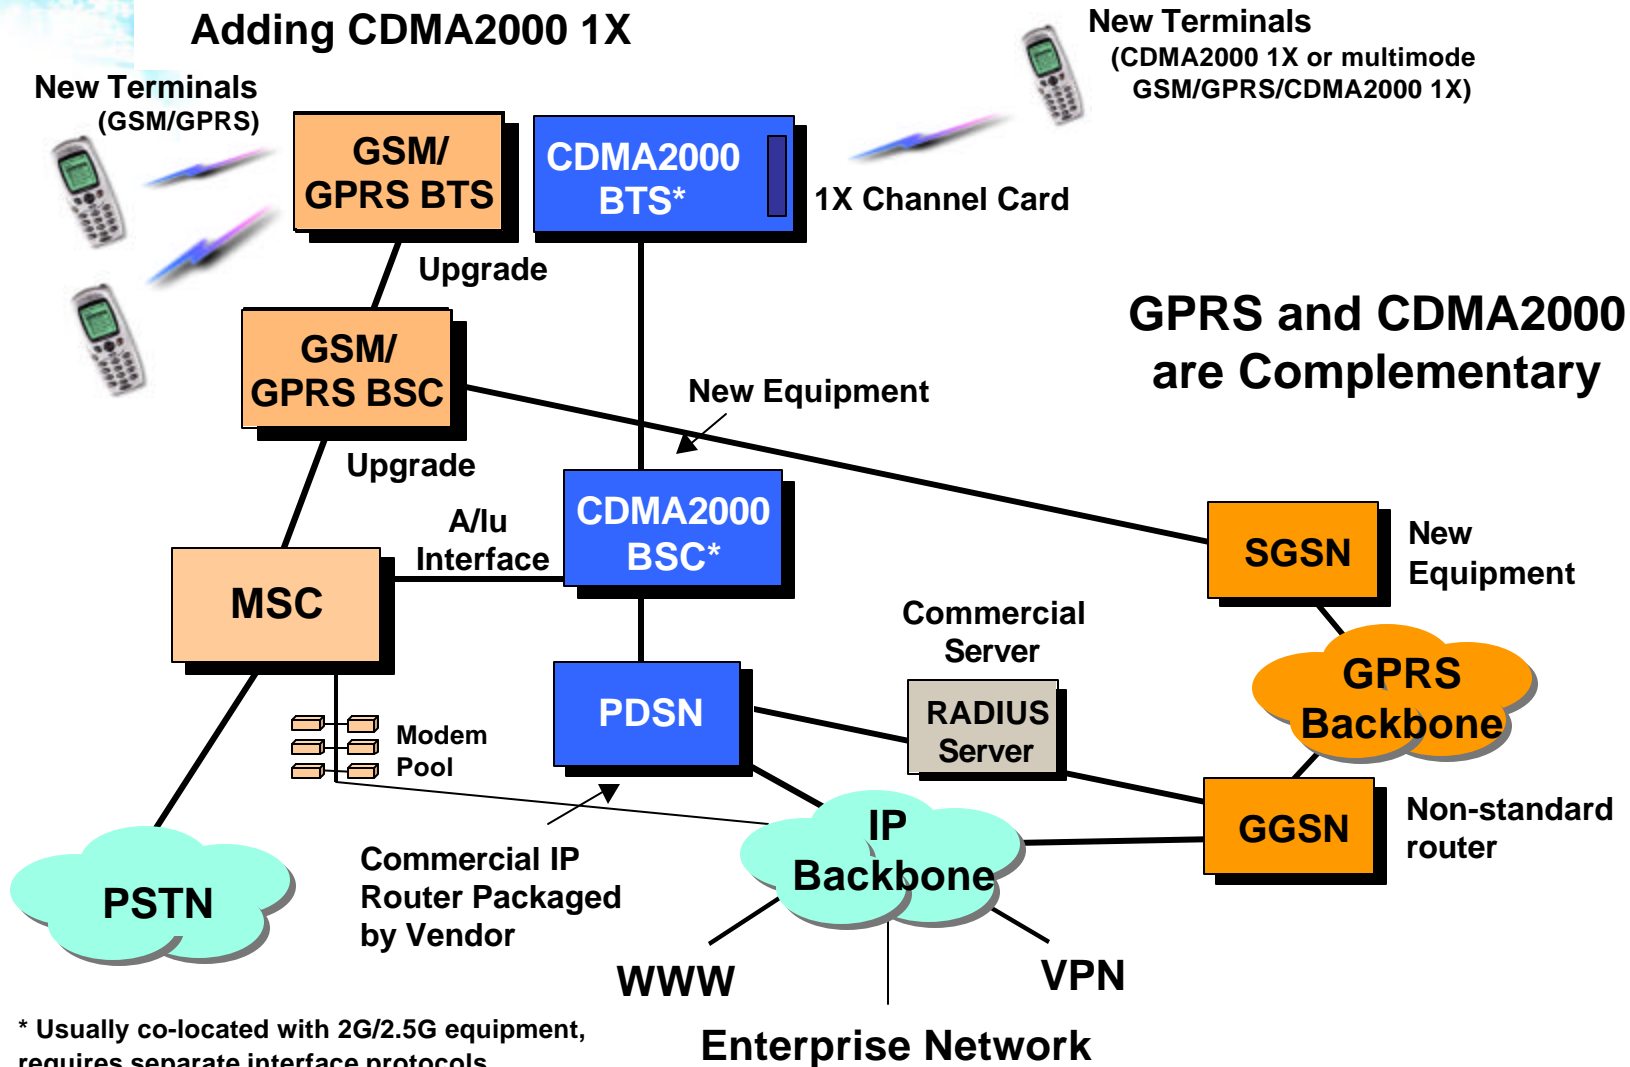 Adding CDMA2000 1X
New Terminals
(CDMA2000 1X or multimode
GSM/GPRS/CDMA2000 1X)
New Terminals
(GSM/GPRS)
GSM/
GPRS BTS
CDMA2000
BTS*
1X Channel Card
Upgrade
GPRS and CDMA2000
are Complementary
GSM/
GPRS BSC
New Equipment
Upgrade
A/Iu
Interface
CDMA2000
BSC*
SGSN
New
Equipment
MSC
Commercial
Server
GPRS
Backbone
PDSN
RADIUS
Server
Modem
Pool
GGSN
Non-standard
router
IP
Backbone
Commercial IP
Router Packaged
by Vendor
PSTN
WWW
VPN
Enterprise Network
* Usually co-located with 2G/2.5G equipment,
requires separate interface protocols